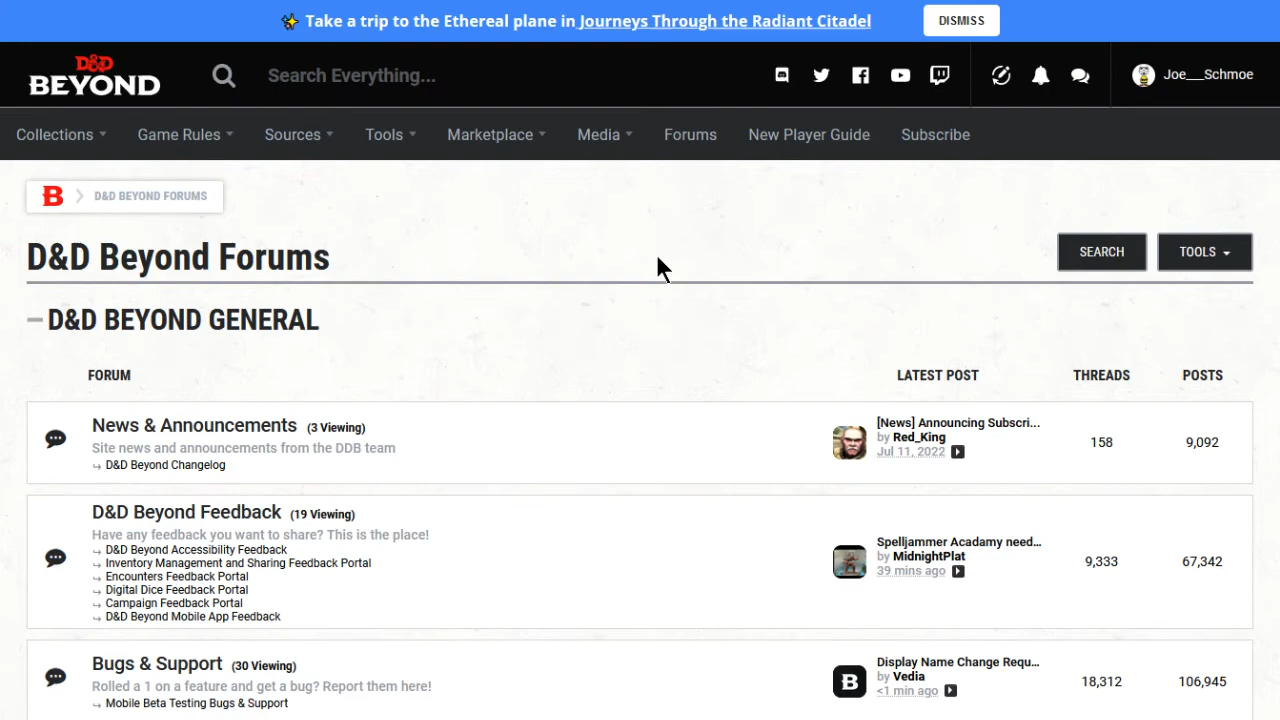 Take a trip to the Ethereal plane in Journeys Through the Radiant Citadel DISMISS
D&D BEYOND Search Everything... Joe___Schmoe
Collections Game Rules Sources Tools Marketplace Media Forums New Player Guide Subscribe
B D&D BEYOND FORUMS
D&D Beyond Forums SEARCH TOOLS
D&D BEYOND GENERAL
FORUM LATEST POST THREADS POSTS
News & Announcements (3 Viewing)
Site news and announcements from the DDB team
D&D Beyond Changelog
[News] Announcing Subscri...
by Red_King
Jul 11, 2022
158 9,092
D&D Beyond Feedback (19 Viewing)
Have any feedback you want to share? This is the place!
D&D Beyond Accessibility Feedback
Inventory Management and Sharing Feedback Portal
Encounters Feedback Portal
Digital Dice Feedback Portal
Campaign Feedback Portal
D&D Beyond Mobile App Feedback
Spelljammer Acadamy need...
by MidnightPlat
39 mins ago
9,333 67,342
Bugs & Support (30 Viewing)
Rolled a 1 on a feature and get a bug? Report them here!
Mobile Beta Testing Bugs & Support
B
Display Name Change Requ...
by Vedia
<1 min ago
18,312 106,945